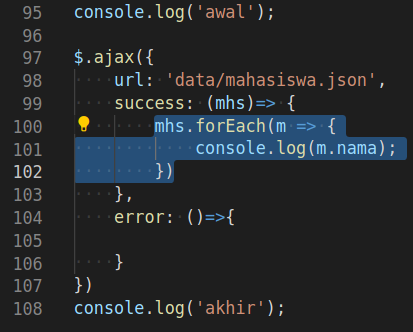 95 console.log('awal');
96
97 $.ajax({
98     url: 'data/mahasiswa.json',
99     success: (mhs)=> {
100         mhs.forEach(m => {
101             console.log(m.nama);
102         })
103     },
104     error: ()=>{
105
106     }
107 })
108 console.log('akhir');